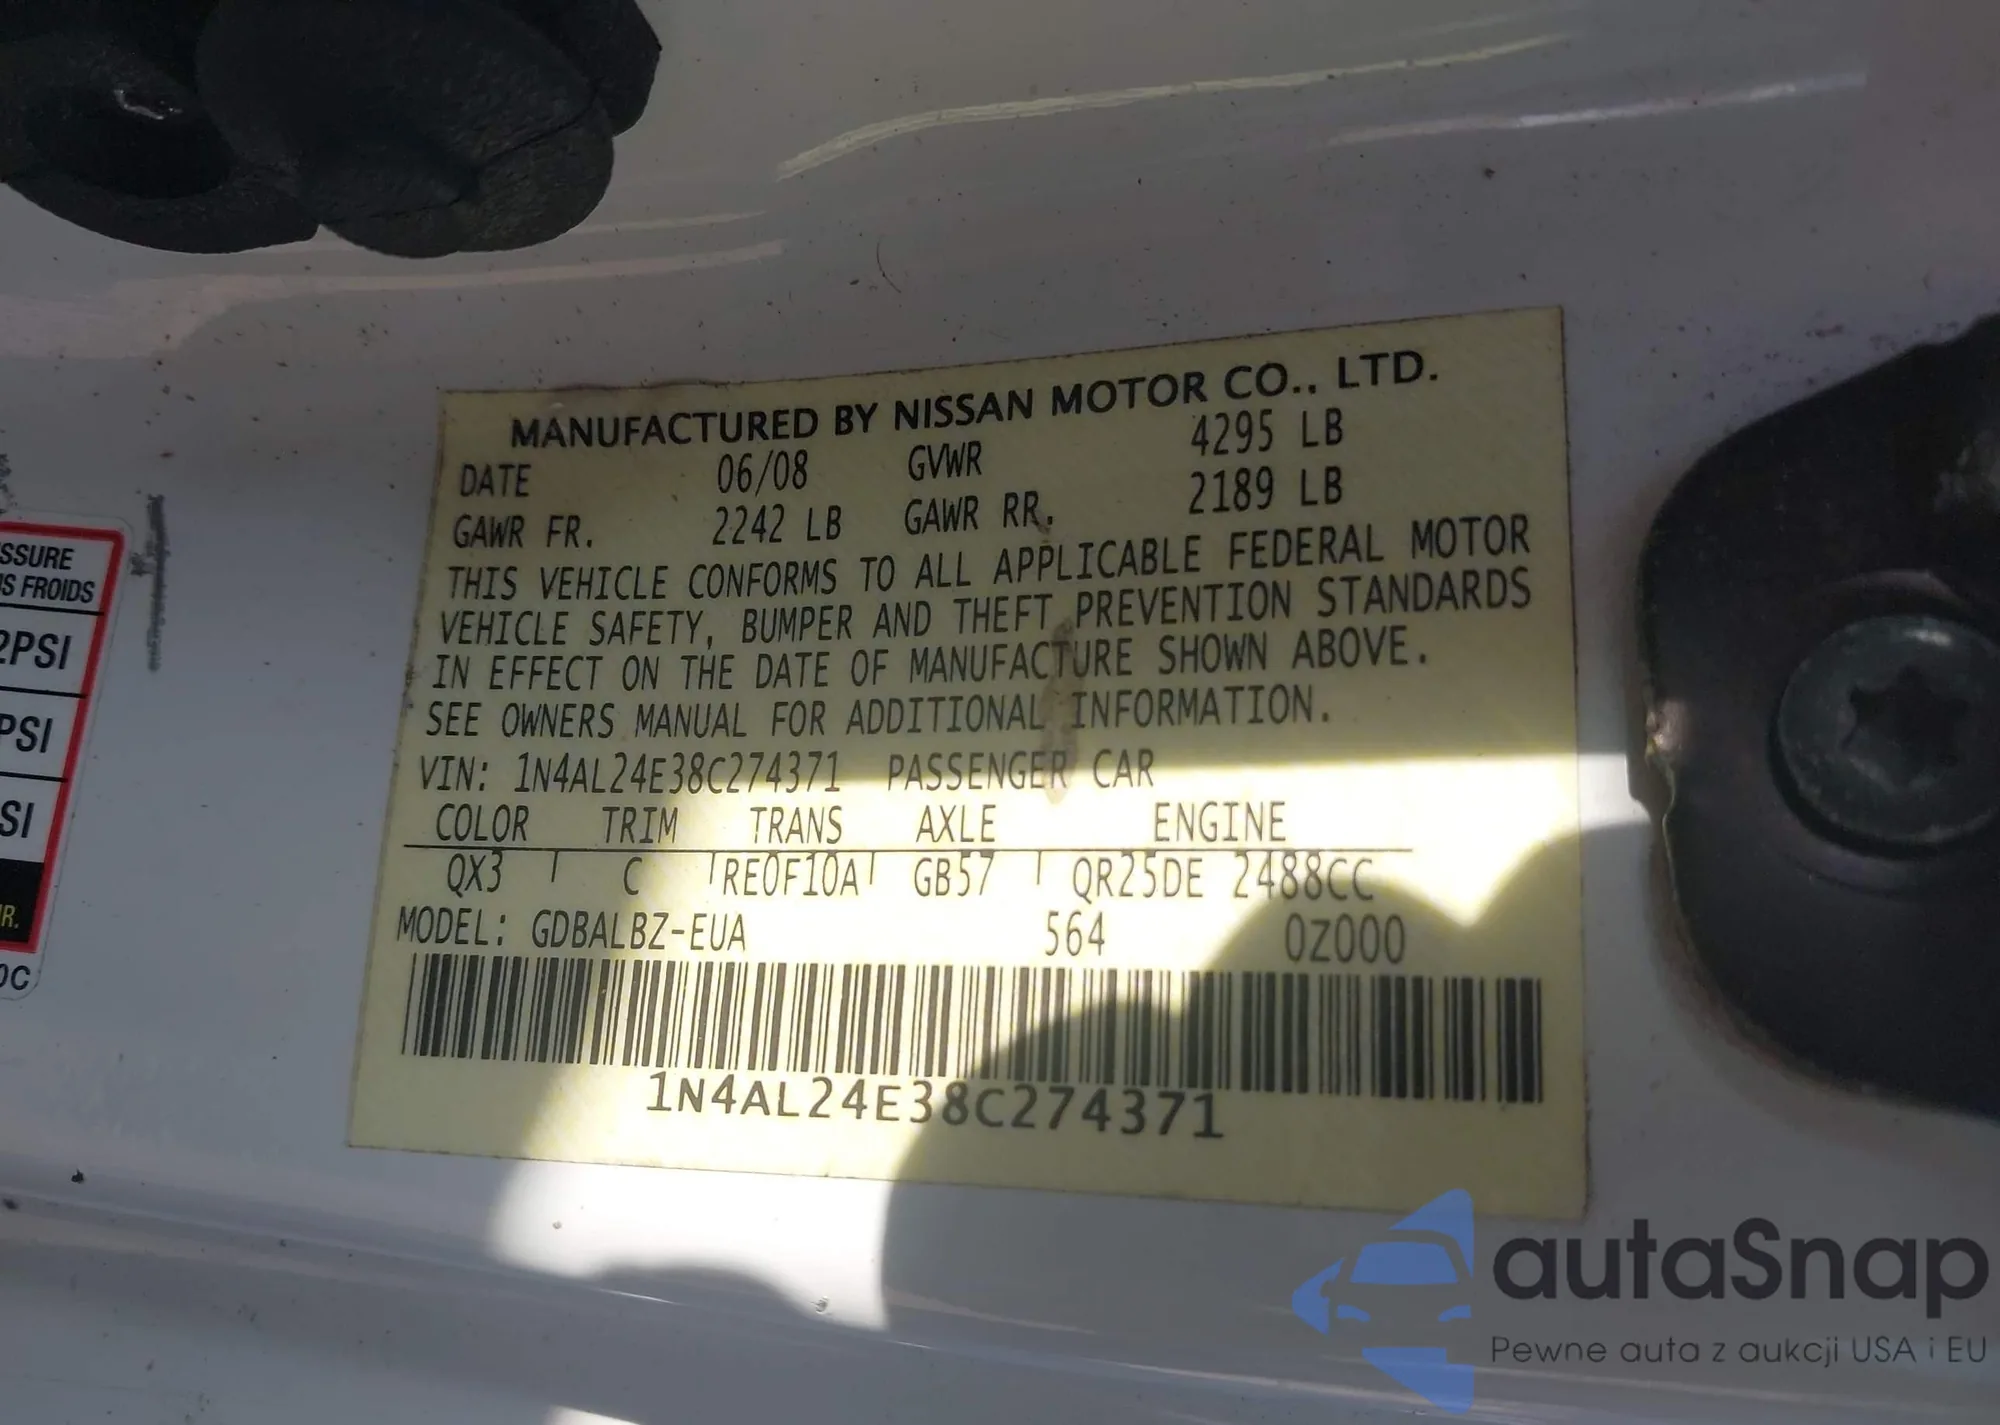 MANUFACTURED BY NISSAN MOTOR CO., LTD.
DATE 06/08 GVWR 4295 LB
GAWR FR. 2242 LB GAWR RR. 2189 LB
THIS VEHICLE CONFORMS TO ALL APPLICABLE FEDERAL MOTOR
VEHICLE SAFETY, BUMPER AND THEFT PREVENTION STANDARDS
IN EFFECT ON THE DATE OF MANUFACTURE SHOWN ABOVE.
SEE OWNERS MANUAL FOR ADDITIONAL INFORMATION.
VIN: 1N4AL24E38C274371 PASSENGER CAR
COLOR TRIM TRANS AXLE ENGINE
QX3 C RE0F10A GB57 QR25DE 2488CC
MODEL: GDBALBZ-EUA 564 0Z000
1N4AL24E38C274371
SSURE
S FROIDS
2PSI
PSI
SI
R.
0C
autaSnap
Pewne auta z aukcji USA i EU